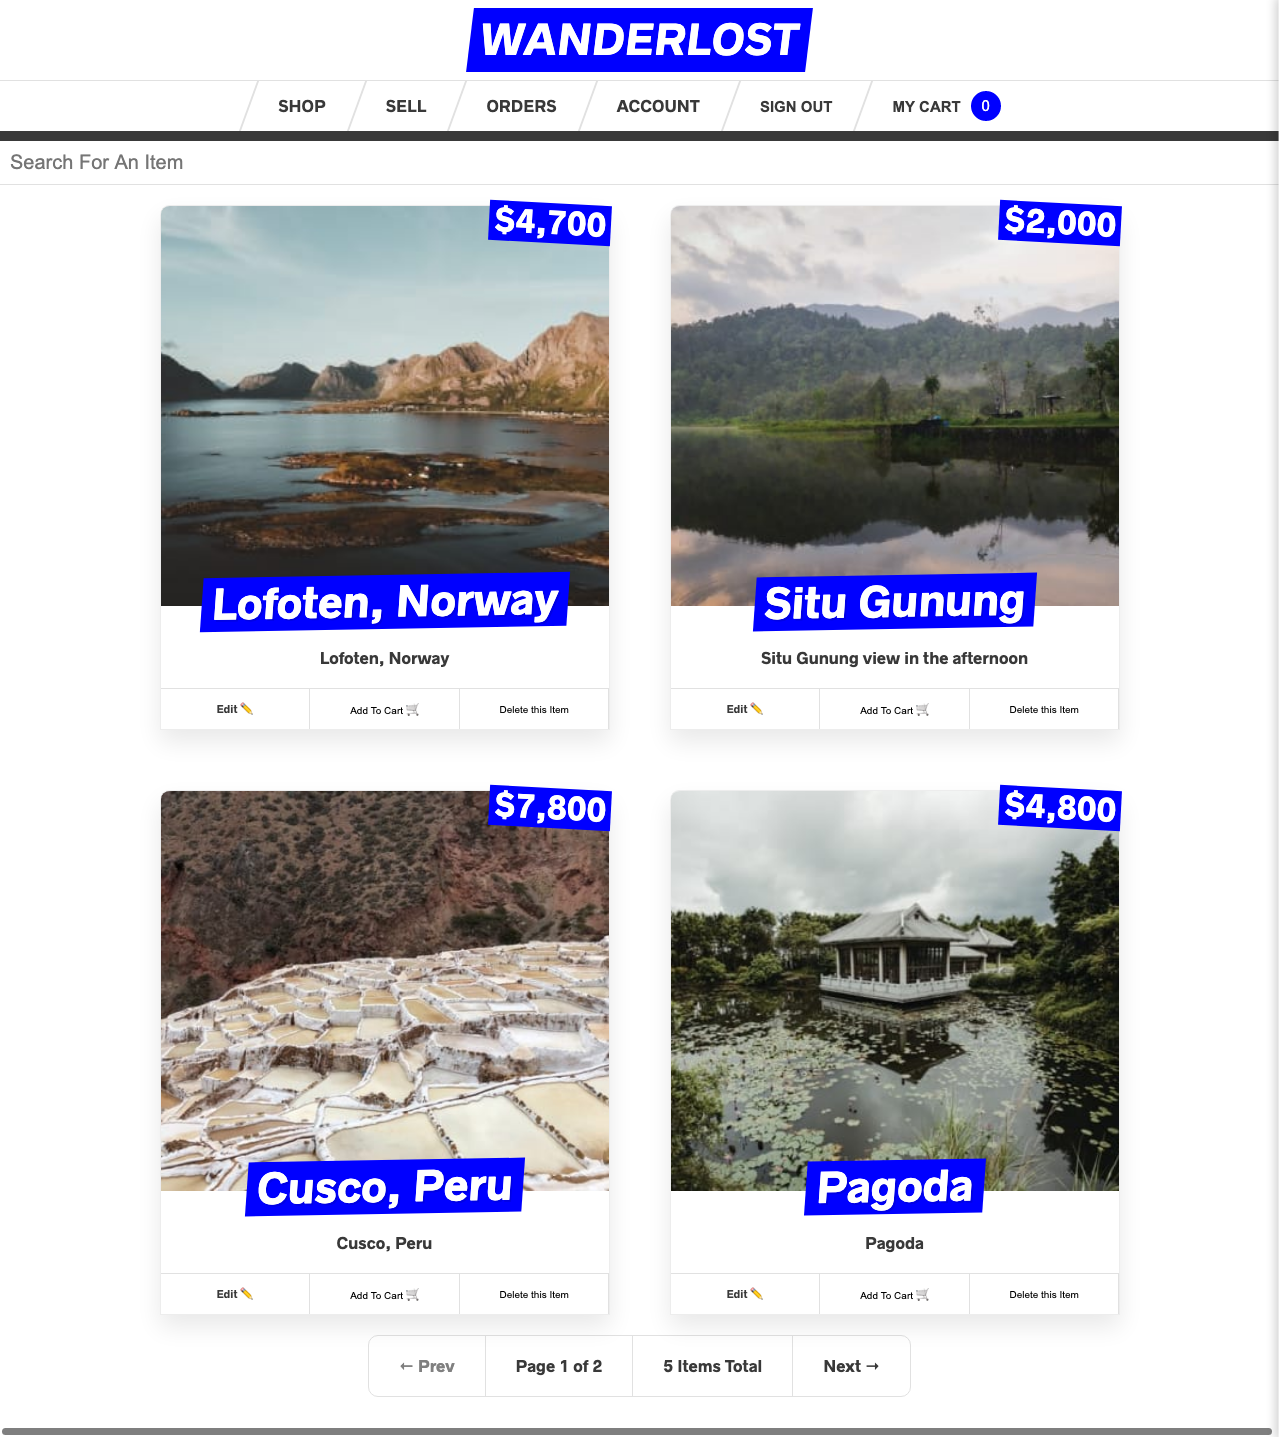 WANDERLOST
SHOP SELL ORDERS ACCOUNT SIGN OUT MY CART 0
Search For An Item
$4,700
Lofoten, Norway
Lofoten, Norway
Edit ✏️ Add To Cart 🛒 Delete this Item
$2,000
Situ Gunung
Situ Gunung view in the afternoon
Edit ✏️ Add To Cart 🛒 Delete this Item
$7,800
Cusco, Peru
Cusco, Peru
Edit ✏️ Add To Cart 🛒 Delete this Item
$4,800
Pagoda
Pagoda
Edit ✏️ Add To Cart 🛒 Delete this Item
← Prev Page 1 of 2 5 Items Total Next →